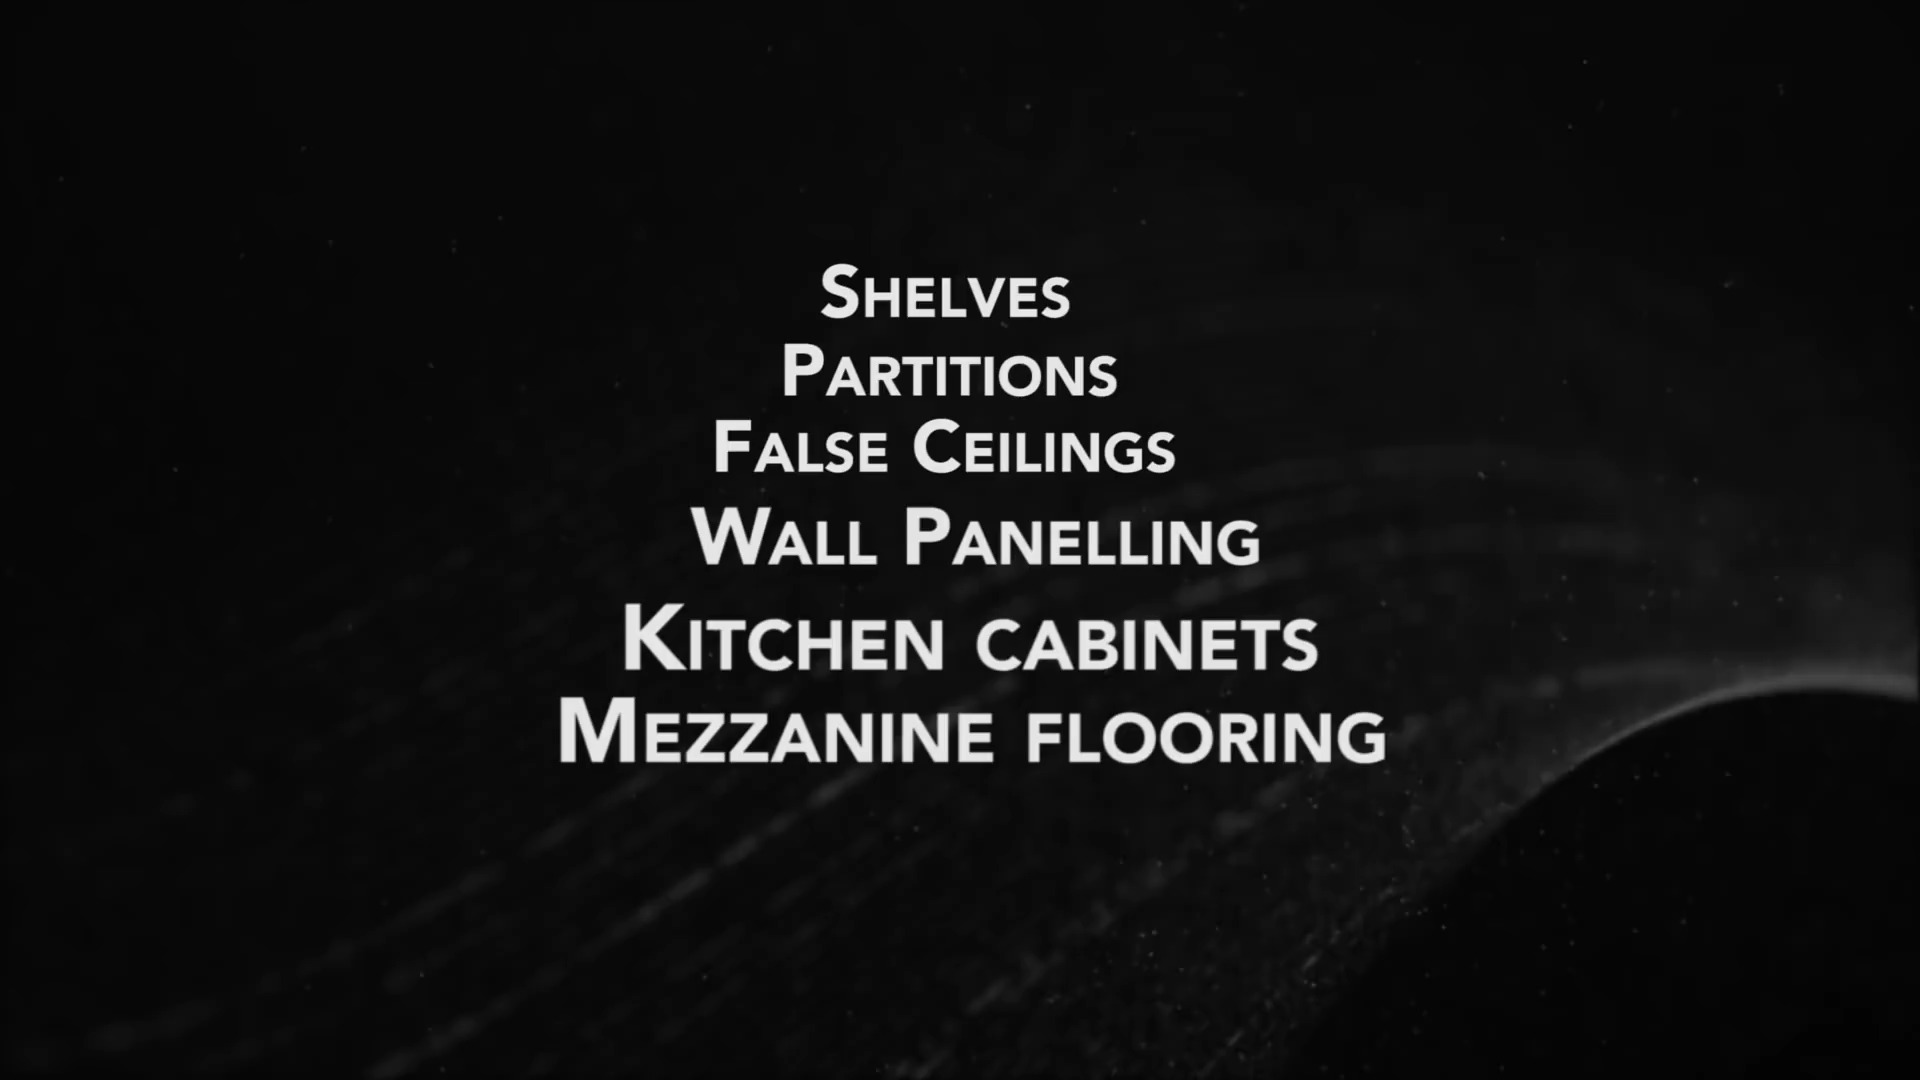 Shelves
Partitions
False Ceilings
Wall Panelling
Kitchen cabinets
Mezzanine flooring